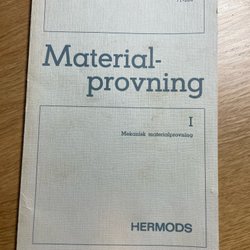 Material-
provning
I
Mekanisk materialprovning
HERMODS